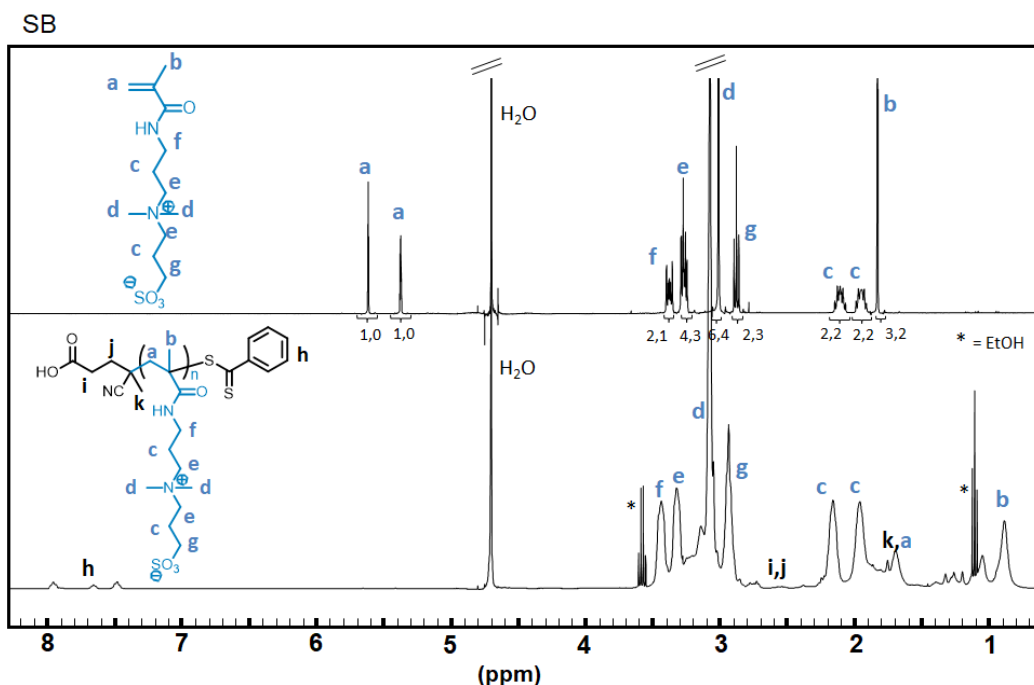 SB
b
a
O
HN
f
c
e
d N ⊕ d
e
c
g
⊖ SO₃
a
a
H₂O
f
e
d
g
c
c
b
1,0
1,0
2,1
4,3
6,4
2,3
2,2
2,2
3,2
* = EtOH
j
a
b
HO
O
i
NC
k
n
S
S
h
O
HN
f
c
e
d N ⊕ d
e
c
g
⊖ SO₃
H₂O
h
*
f
e
d
g
i,j
c
c
k,a
*
b
8
7
6
5
4
3
2
1
(ppm)